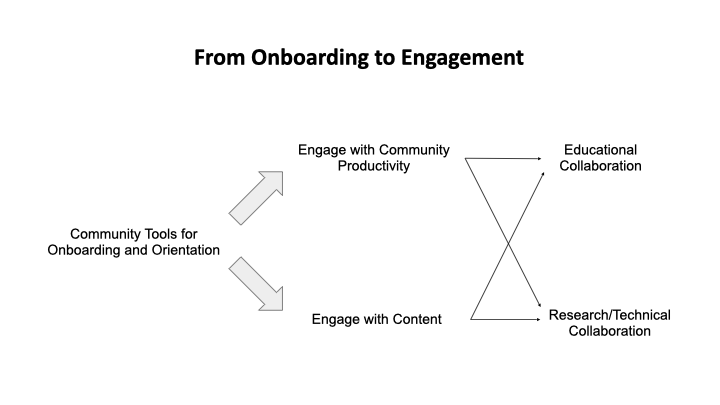 From Onboarding to Engagement
Engage with Community
Productivity
Educational
Collaboration
Community Tools for
Onboarding and Orientation
Engage with Content
Research/Technical
Collaboration